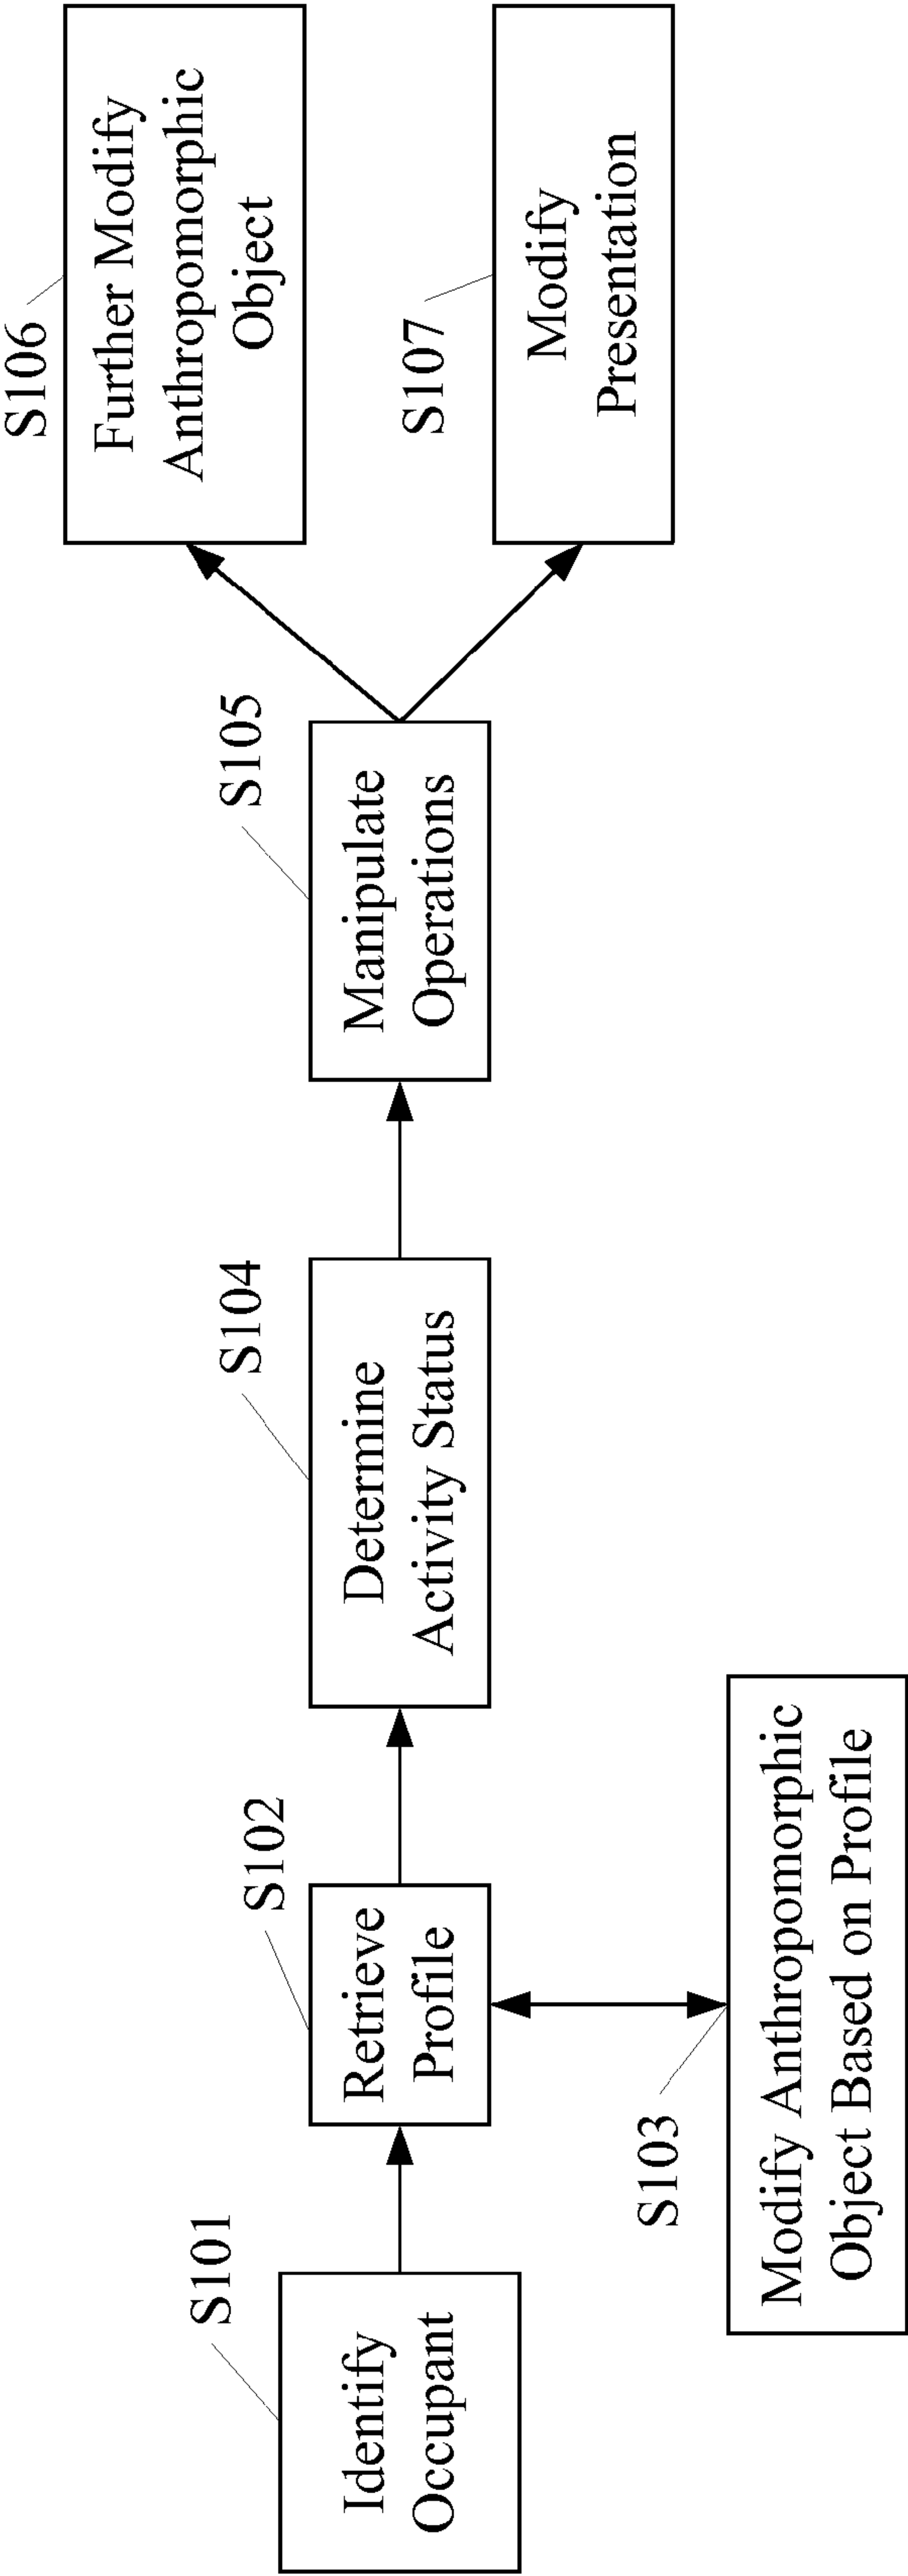 S101
Identify
Occupant
S102
Retrieve
Profile
S103
Modify Anthropomorphic
Object Based on Profile
S104
Determine
Activity Status
S105
Manipulate
Operations
S106
Further Modify
Anthropomorphic
Object
S107
Modify
Presentation